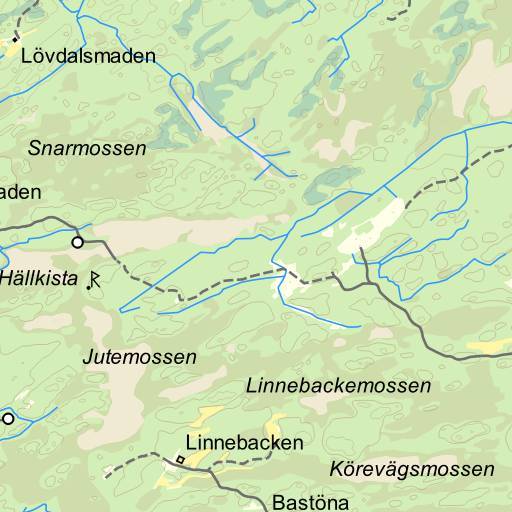 Lövdalsmaden
Snarmossen
aden
Hällkista
Jutemossen
Linnebackemossen
Linnebacken
Körevägsmossen
Bastöna